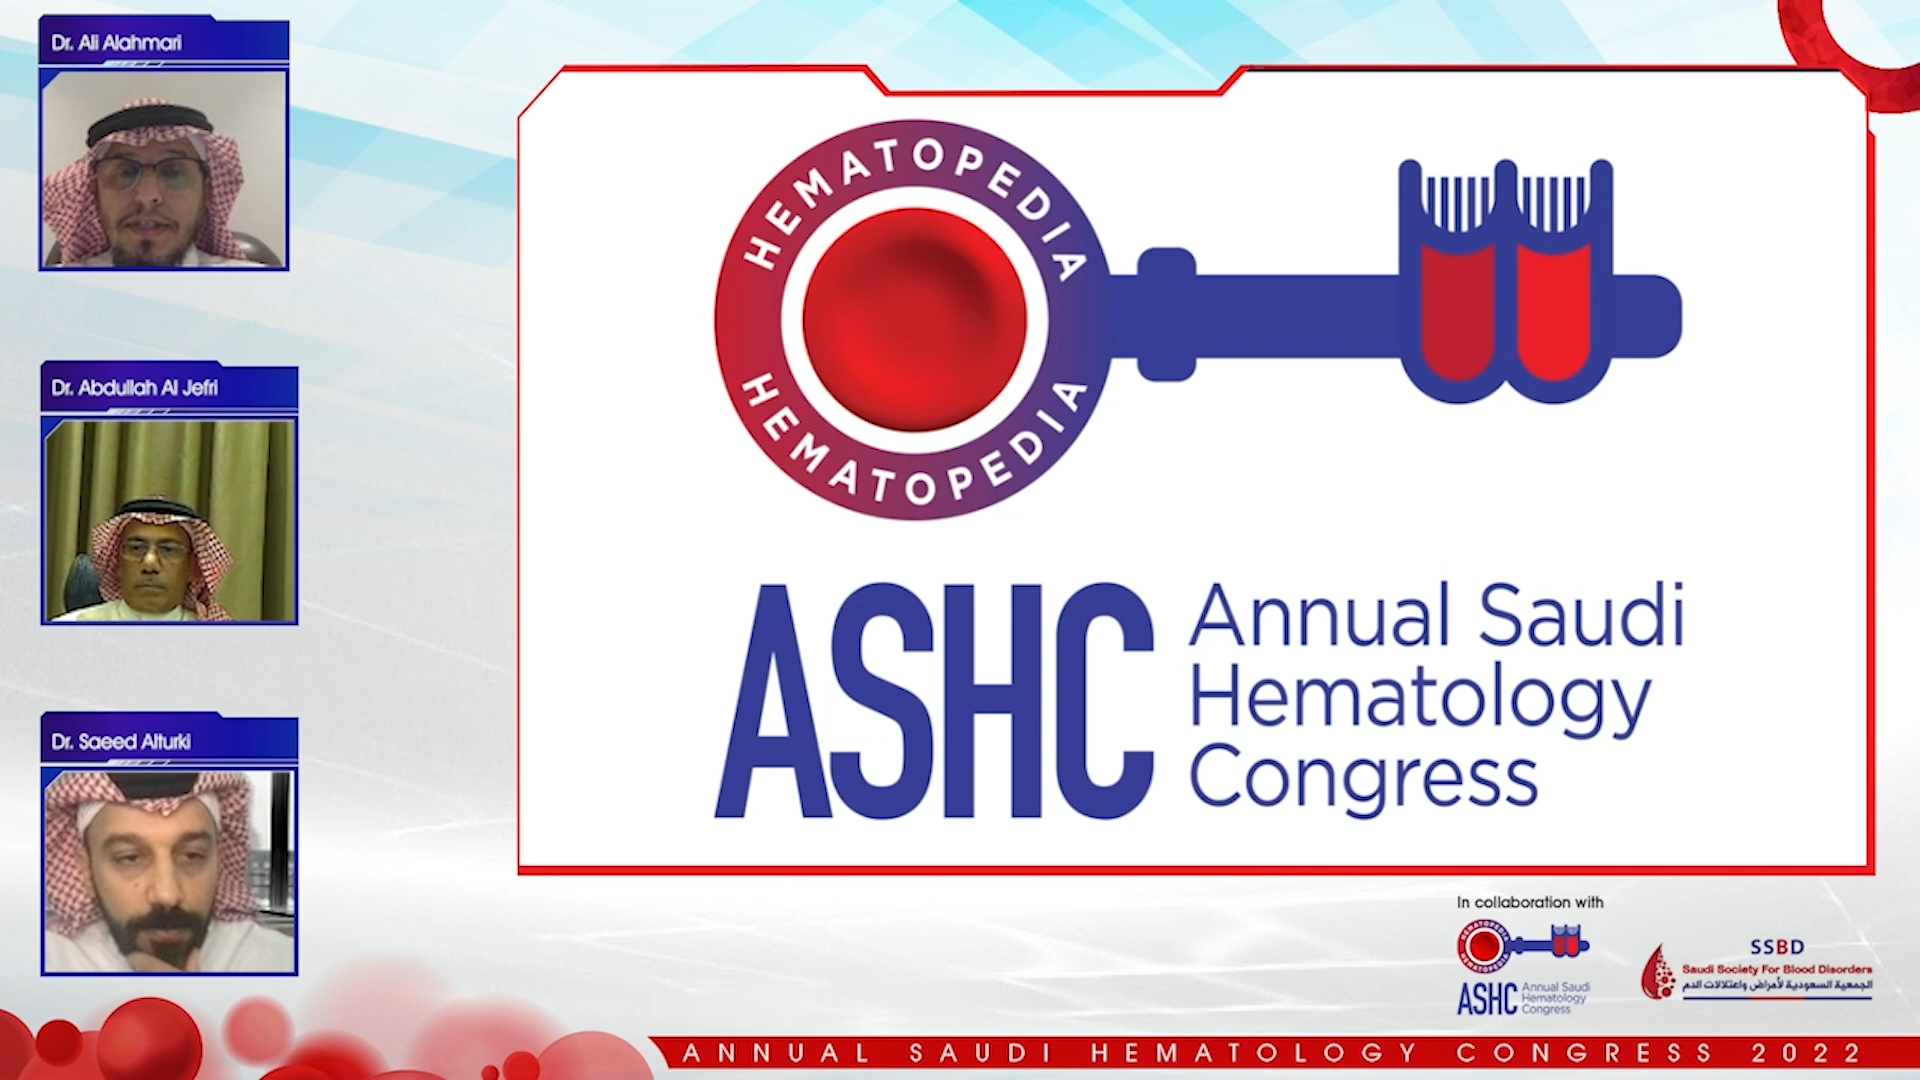 Dr. Ali Alahmari
Dr. Abdullah Al Jefri
Dr. Saeed Alturki
HEMATOPEDIA
HEMATOPEDIA
ASHC
Annual Saudi
Hematology
Congress
In collaboration with
HEMATOPEDIA
HEMATOPEDIA
ASHC
Annual Saudi
Hematology
Congress
SSBD
Saudi Society For Blood Disorders
الجمعية السعودية لأمراض واعتلالات الدم
ANNUAL SAUDI HEMATOLOGY CONGRESS 2022